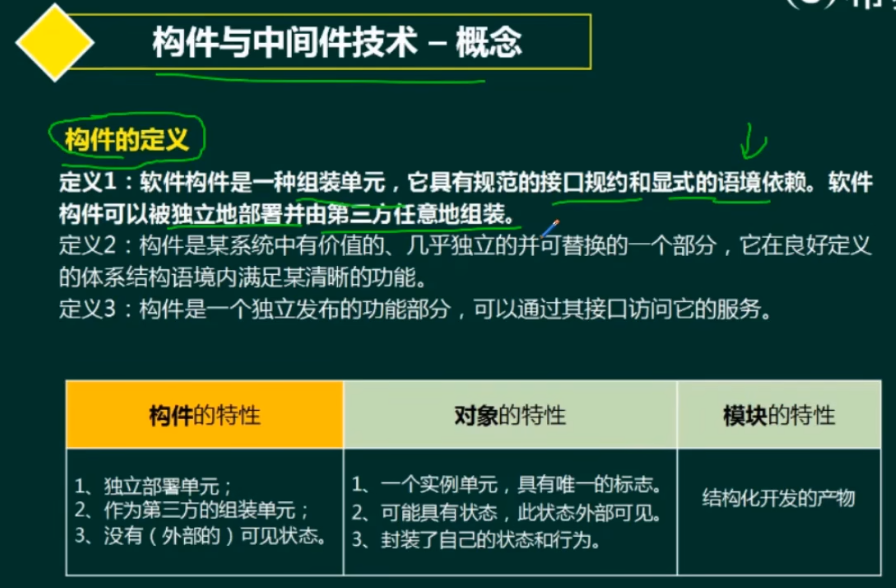 构件与中间件技术 – 概念
构件的定义
定义1：软件构件是一种组装单元，它具有规范的接口规约和显式的语境依赖。软件
构件可以被独立地部署并由第三方任意地组装。
定义2：构件是某系统中有价值的、几乎独立的并可替换的一个部分，它在良好定义
的体系结构语境内满足某清晰的功能。
定义3：构件是一个独立发布的功能部分，可以通过其接口访问它的服务。
构件的特性
对象的特性
模块的特性
1、独立部署单元；
2、作为第三方的组装单元；
3、没有（外部的）可见状态。
1、一个实例单元，具有唯一的标志。
2、可能具有状态，此状态外部可见。
3、封装了自己的状态和行为。
结构化开发的产物